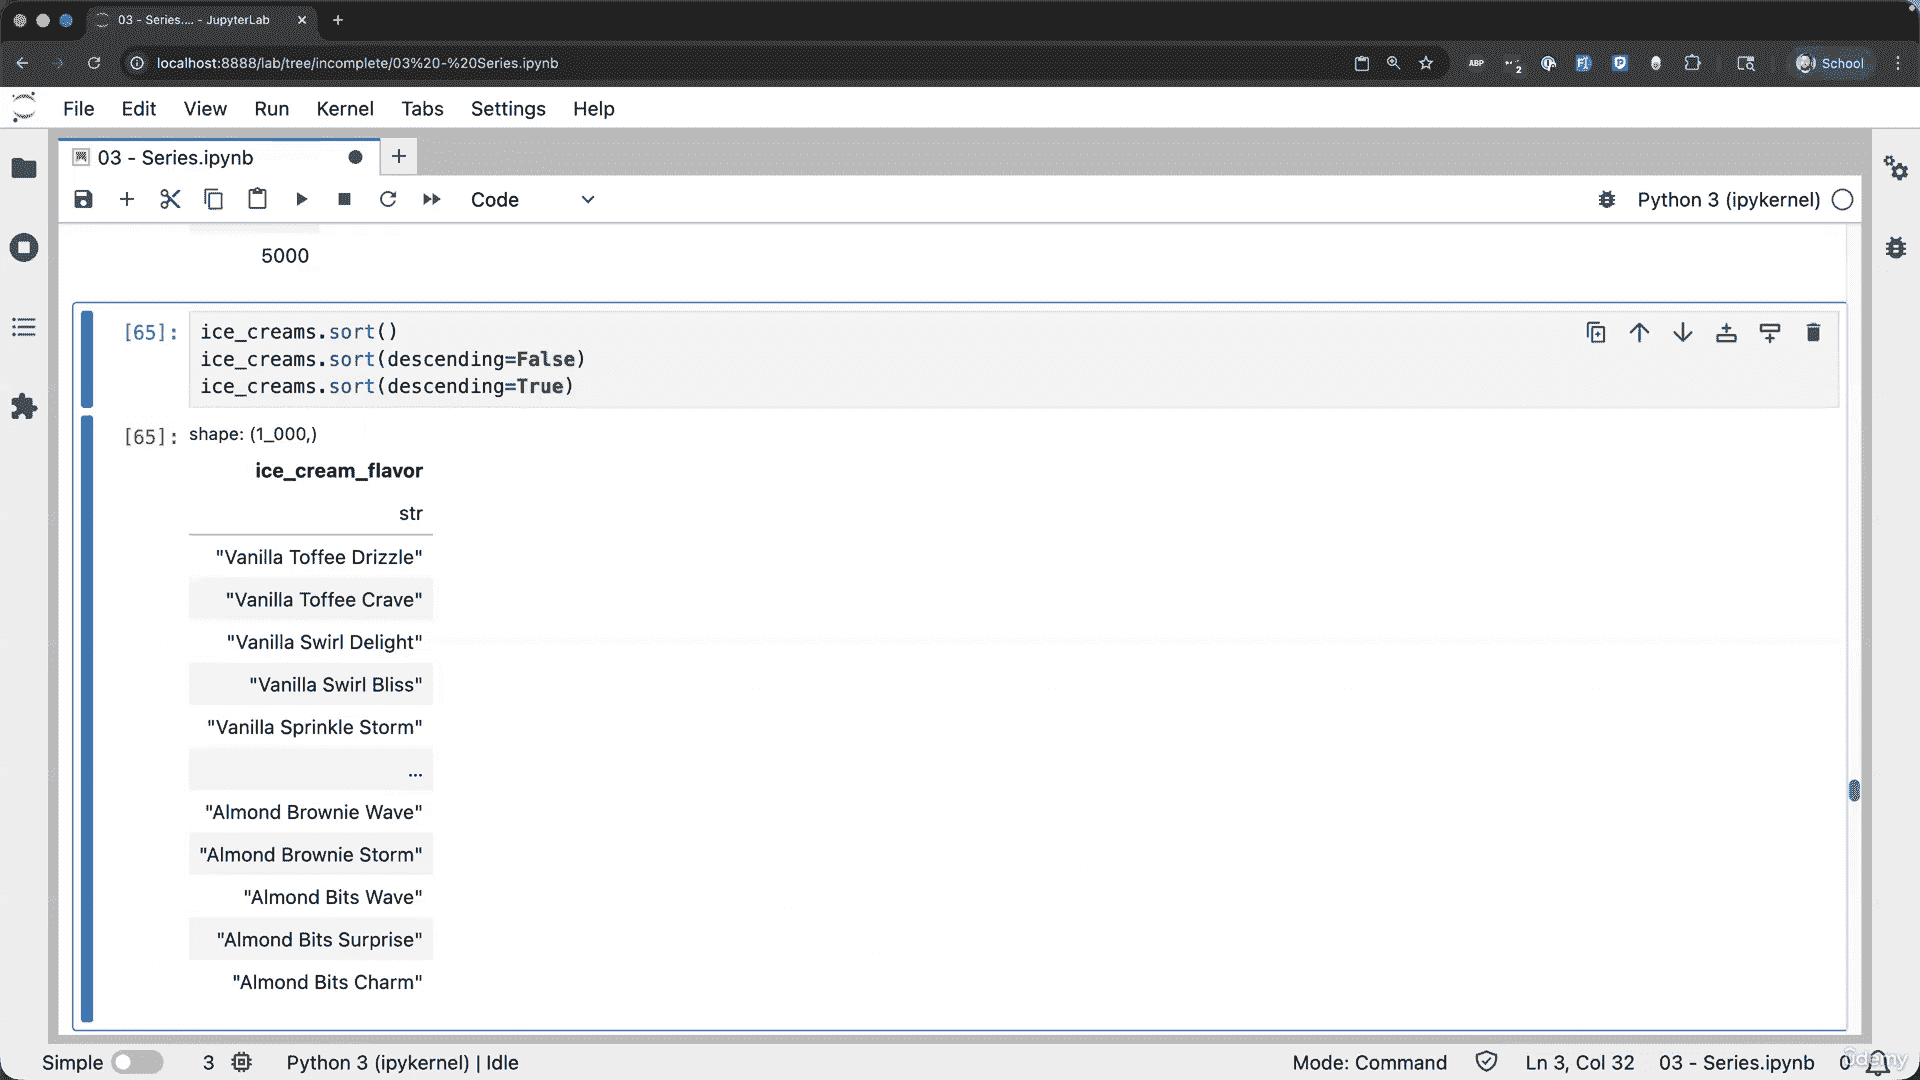 03 - Series.... - JupyterLab
localhost:8888/lab/tree/incomplete/03%20-%20Series.ipynb
ABP
2
School
File Edit View Run Kernel Tabs Settings Help
03 - Series.ipynb
Code
Python 3 (ipykernel)
5000
[65]:
ice_creams.sort()
ice_creams.sort(descending=False)
ice_creams.sort(descending=True)
[65]:
shape: (1_000,)
ice_cream_flavor
str
"Vanilla Toffee Drizzle"
"Vanilla Toffee Crave"
"Vanilla Swirl Delight"
"Vanilla Swirl Bliss"
"Vanilla Sprinkle Storm"
...
"Almond Brownie Wave"
"Almond Brownie Storm"
"Almond Bits Wave"
"Almond Bits Surprise"
"Almond Bits Charm"
Simple 3 Python 3 (ipykernel) | Idle Mode: Command Ln 3, Col 32 03 - Series.ipynb 0
udemy